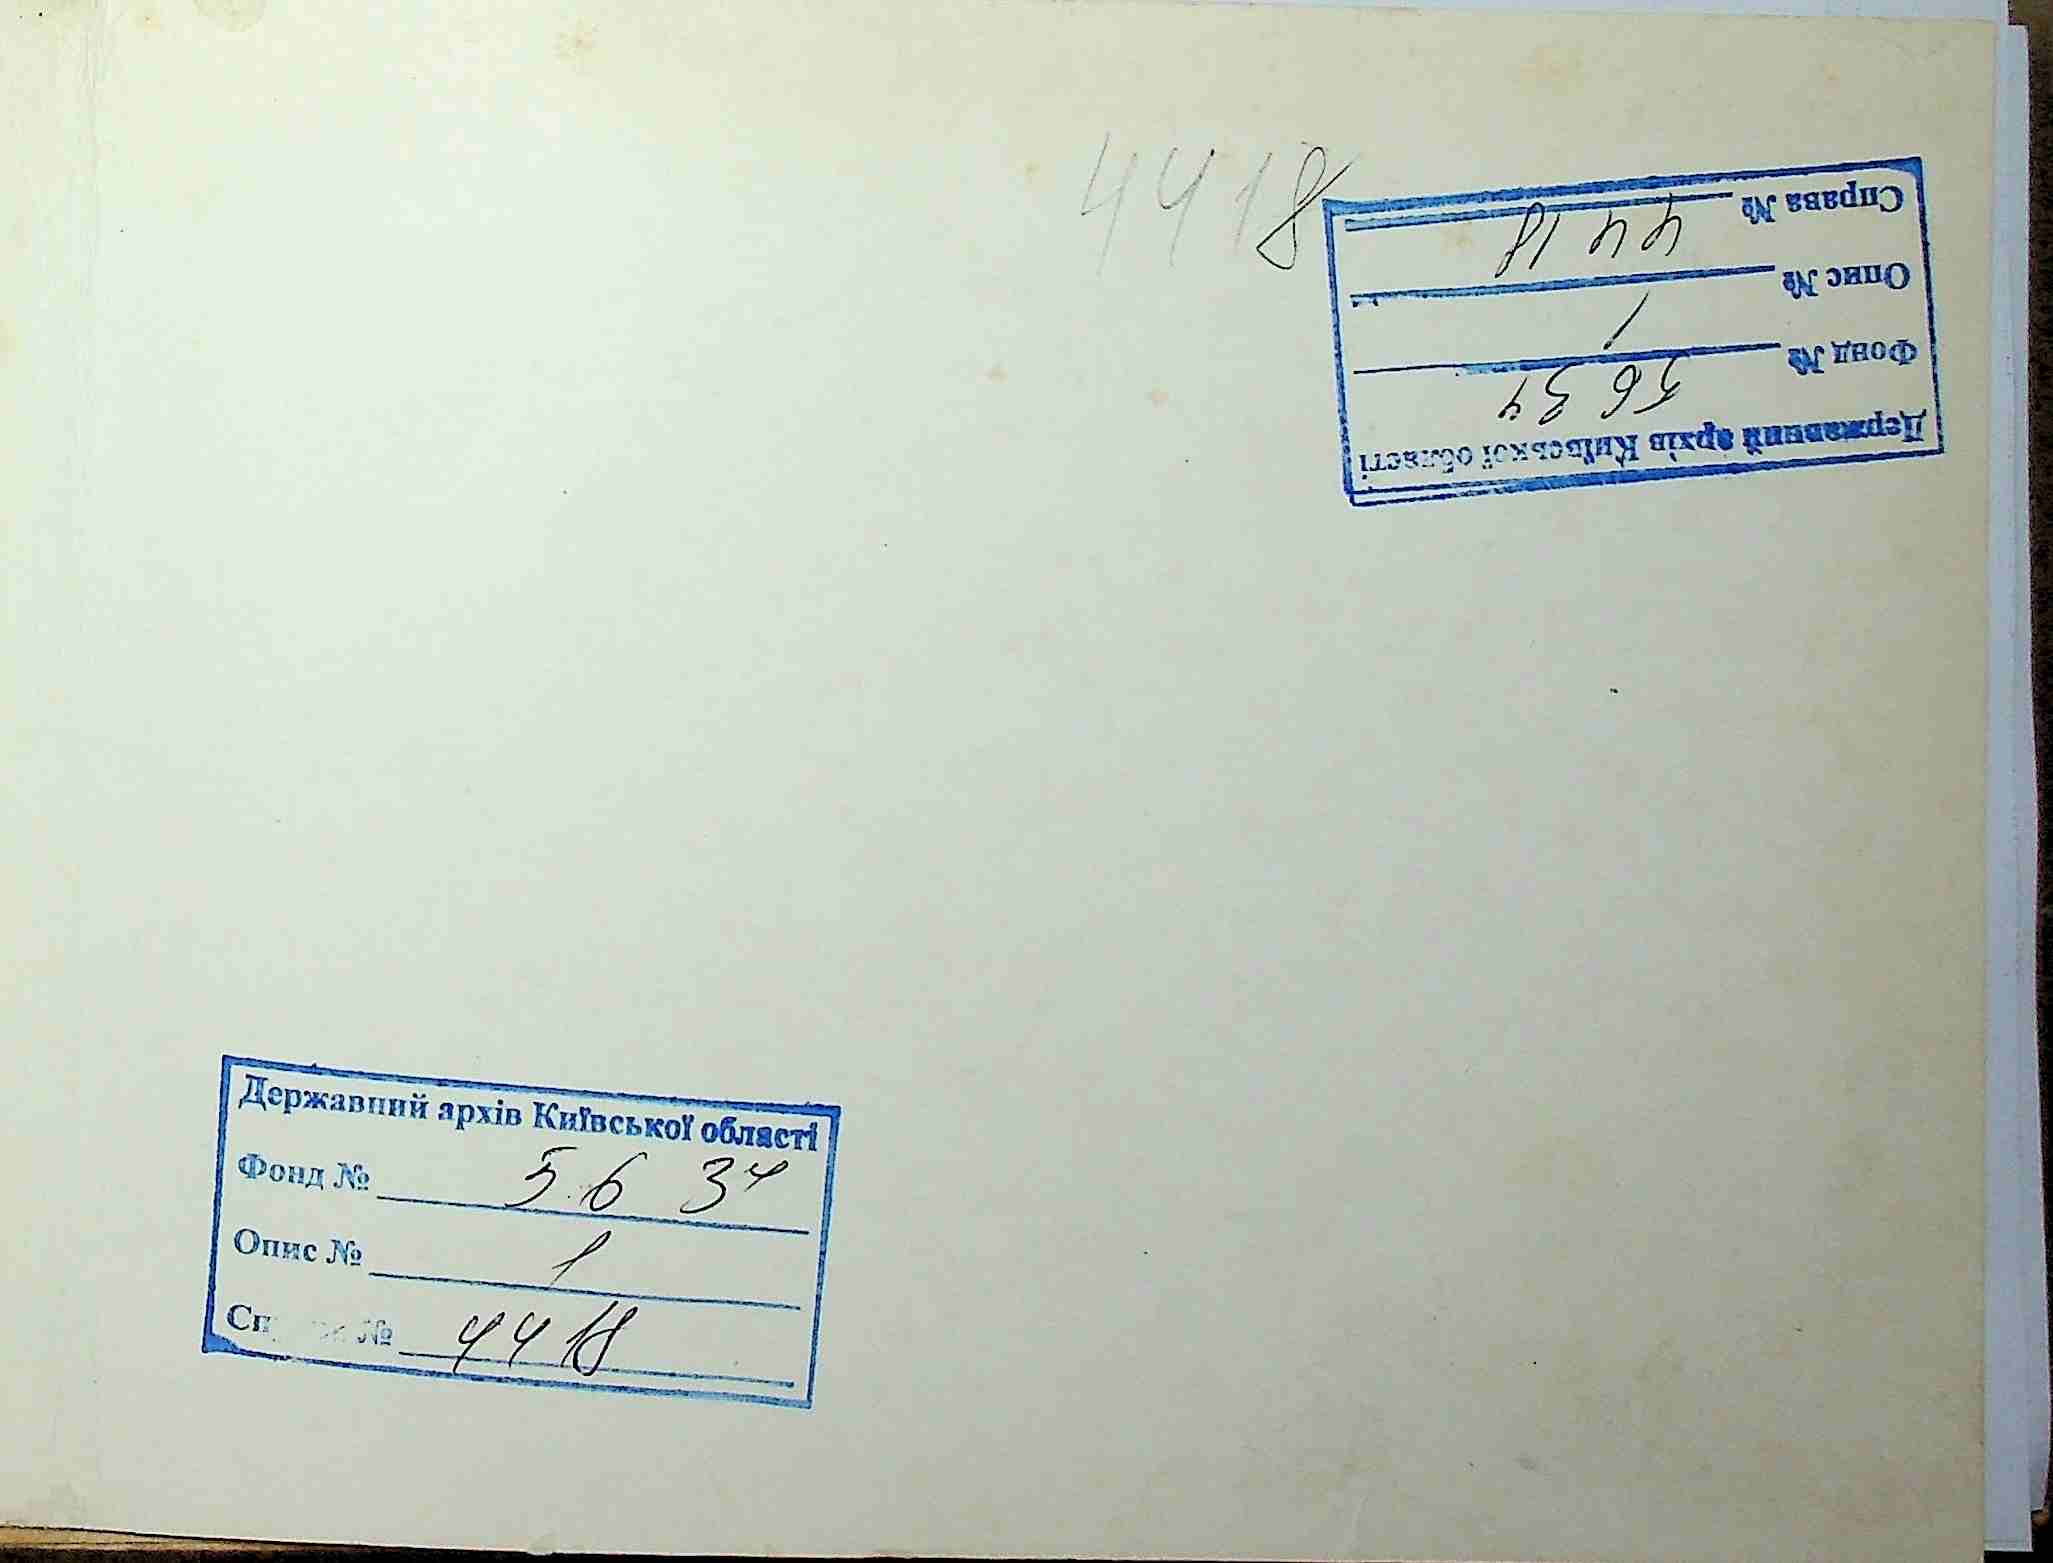 4418
Державний архів Київської області
Фонд № 5634
Опис № 1
Справа № 4418
Державний архів Київської області
Фонд № 5634
Опис № 1
№ 4418